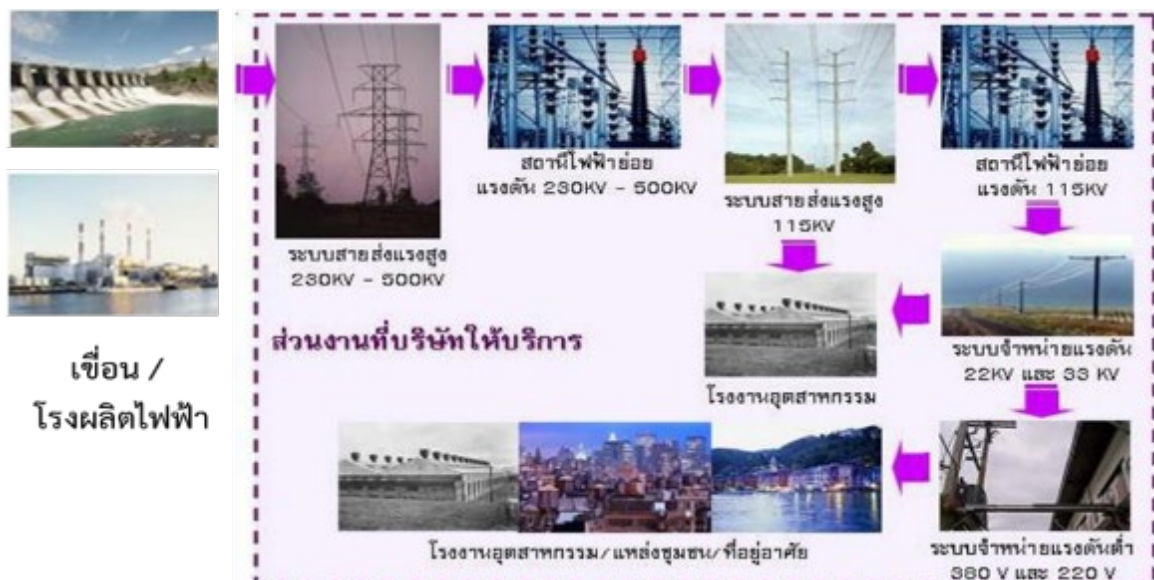 เขื่อน /
โรงผลิตไฟฟ้า
ระบบสายส่งแรงสูง
230KV - 500KV
สถานีไฟฟ้าย่อย
แรงดัน 230KV - 500KV
ระบบสายส่งแรงสูง
115KV
สถานีไฟฟ้าย่อย
แรงดัน 115KV
ส่วนงานที่บริษัทให้บริการ
โรงงานอุตสาหกรรม
ระบบจำหน่ายแรงดัน
22KV และ 33 KV
โรงงานอุตสาหกรรม/แหล่งชุมชน/ที่อยู่อาศัย
ระบบจำหน่ายแรงดันต่ำ
380 V และ 220 V